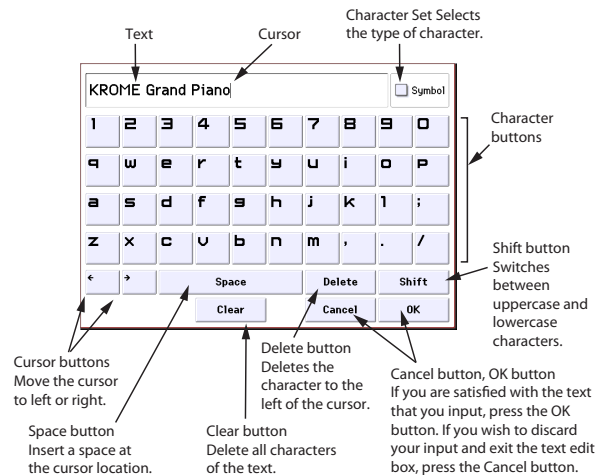 Text
Cursor
Character Set Selects
the type of character.
KROME Grand Piano
Symbol
1 2 3 4 5 6 7 8 9 0
q w e r t y u i o p
a s d f g h j k l ;
z x c v b n m , . /
← → Space Delete Shift
Clear Cancel OK
Character
buttons
Shift button
Switches
between
uppercase and
lowercase
characters.
Cursor buttons
Move the cursor
to left or right.
Space button
Insert a space at
the cursor location.
Clear button
Delete all characters
of the text.
Delete button
Deletes the
character to the
left of the cursor.
Cancel button, OK button
If you are satisfied with the text
that you input, press the OK
button. If you wish to discard
your input and exit the text edit
box, press the Cancel button.